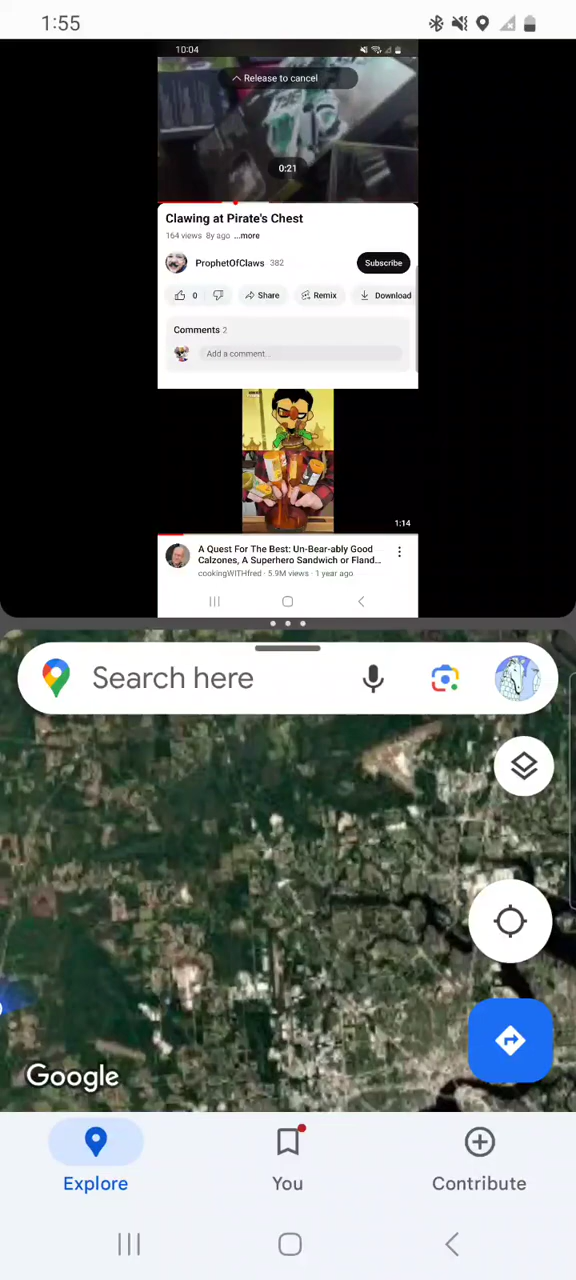 1:55
10:04
Release to cancel
0:21
Clawing at Pirate's Chest
164 views 8y ago ...more
ProphetOfClaws 382
Subscribe
0
Share
Remix
Download
Comments 2
Add a comment...
1:14
A Quest For The Best: Un-Bear-ably Good
Calzones, A Superhero Sandwich or Fland...
cookingWITHfred · 5.9M views · 1 year ago
Search here
Google
Explore
You
Contribute